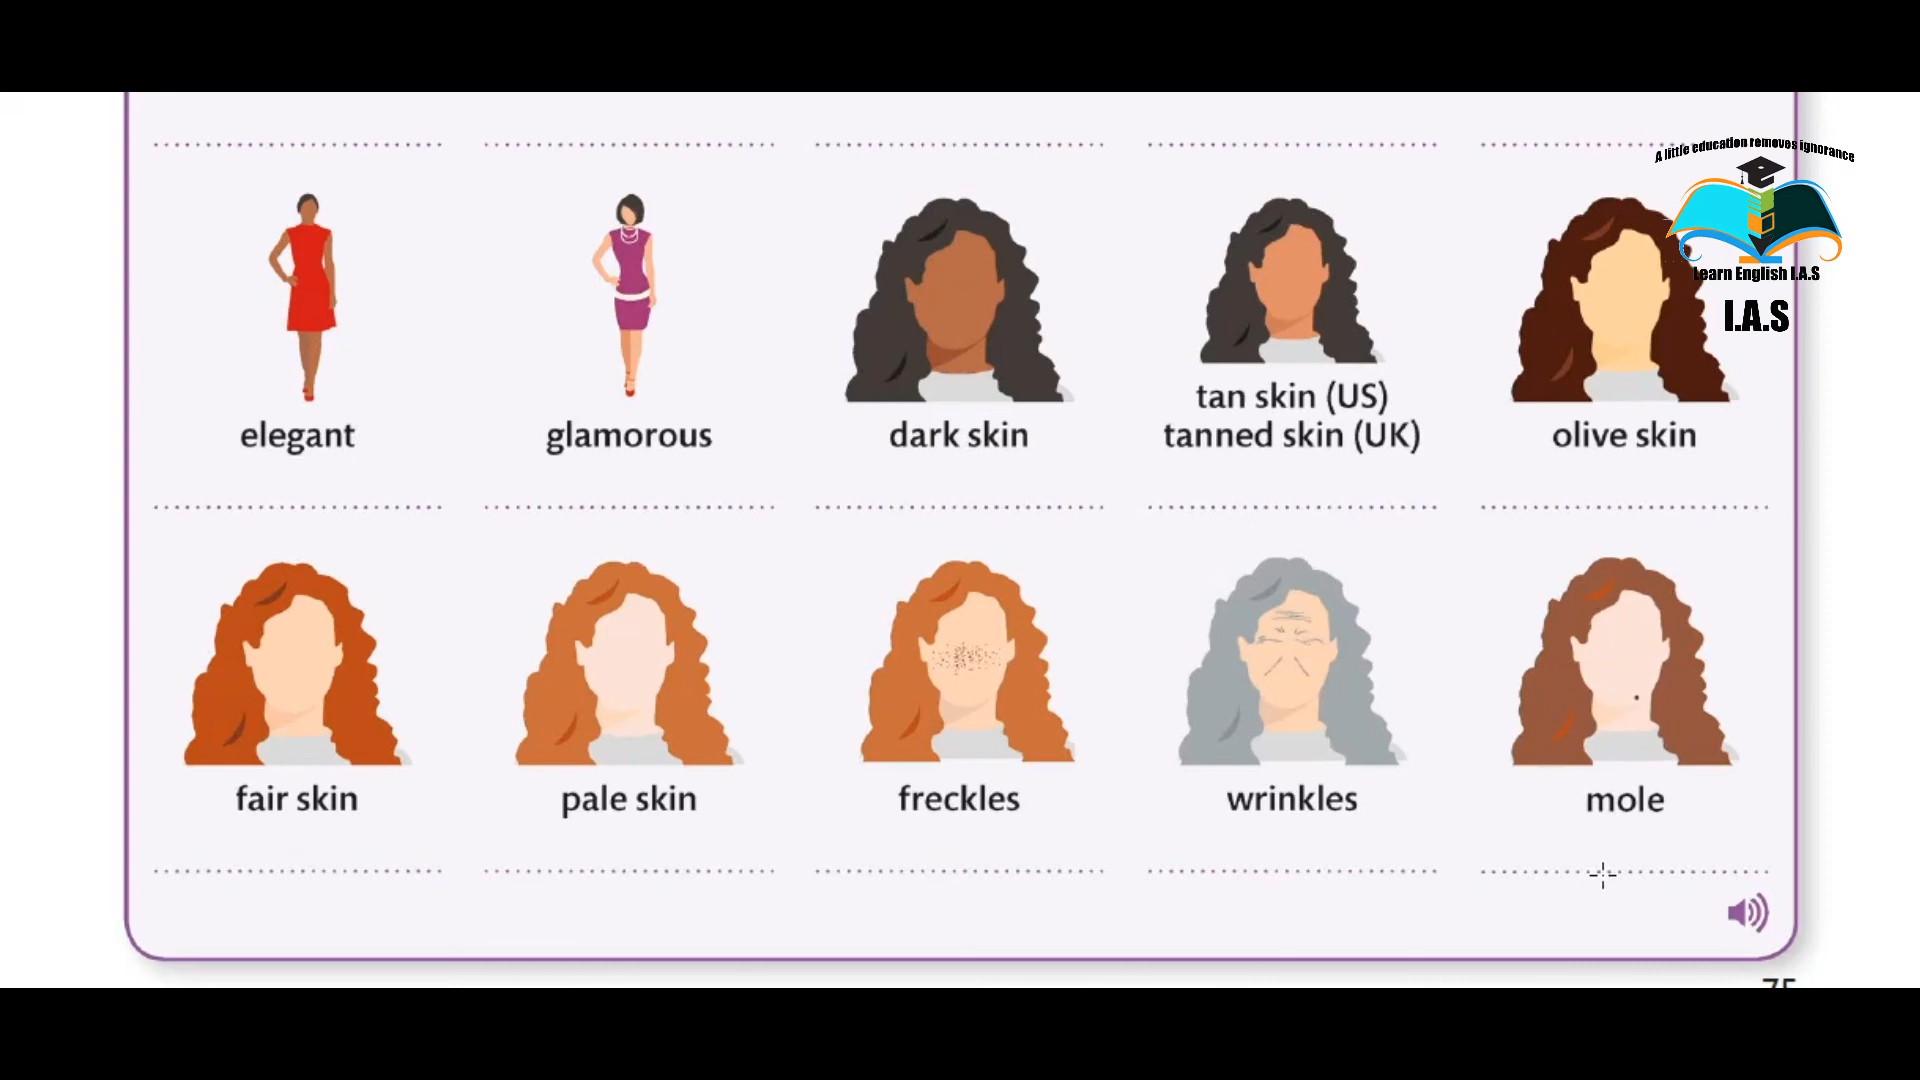 A little education removes ignorance
Learn English I.A.S
I.A.S
elegant
glamorous
dark skin
tan skin (US)
tanned skin (UK)
olive skin
fair skin
pale skin
freckles
wrinkles
mole